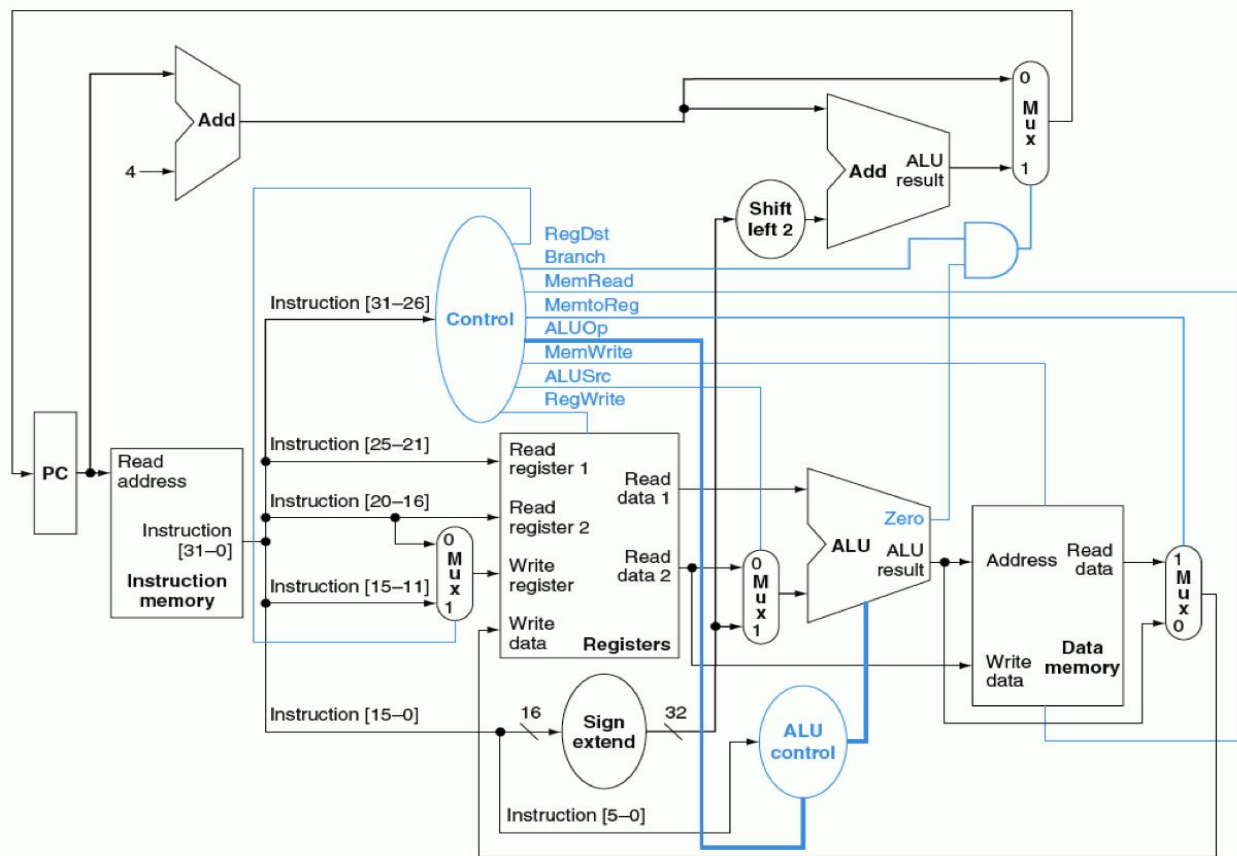 Add
4
0
Mux
1
Add
ALU
result
Shift
left 2
RegDst
Branch
MemRead
MemtoReg
ALUOp
MemWrite
ALUSrc
RegWrite
Control
Instruction [31–26]
Instruction [25–21]
Instruction [20–16]
Instruction [15–11]
Instruction [15–0]
Instruction [5–0]
PC
Read
address
Instruction
[31–0]
Instruction
memory
0
Mux
1
Read
register 1
Read
register 2
Write
register
Write
data
Read
data 1
Read
data 2
Registers
0
Mux
1
Zero
ALU
ALU
result
Address
Read
data
Write
data
Data
memory
1
Mux
0
16
Sign
extend
32
ALU
control